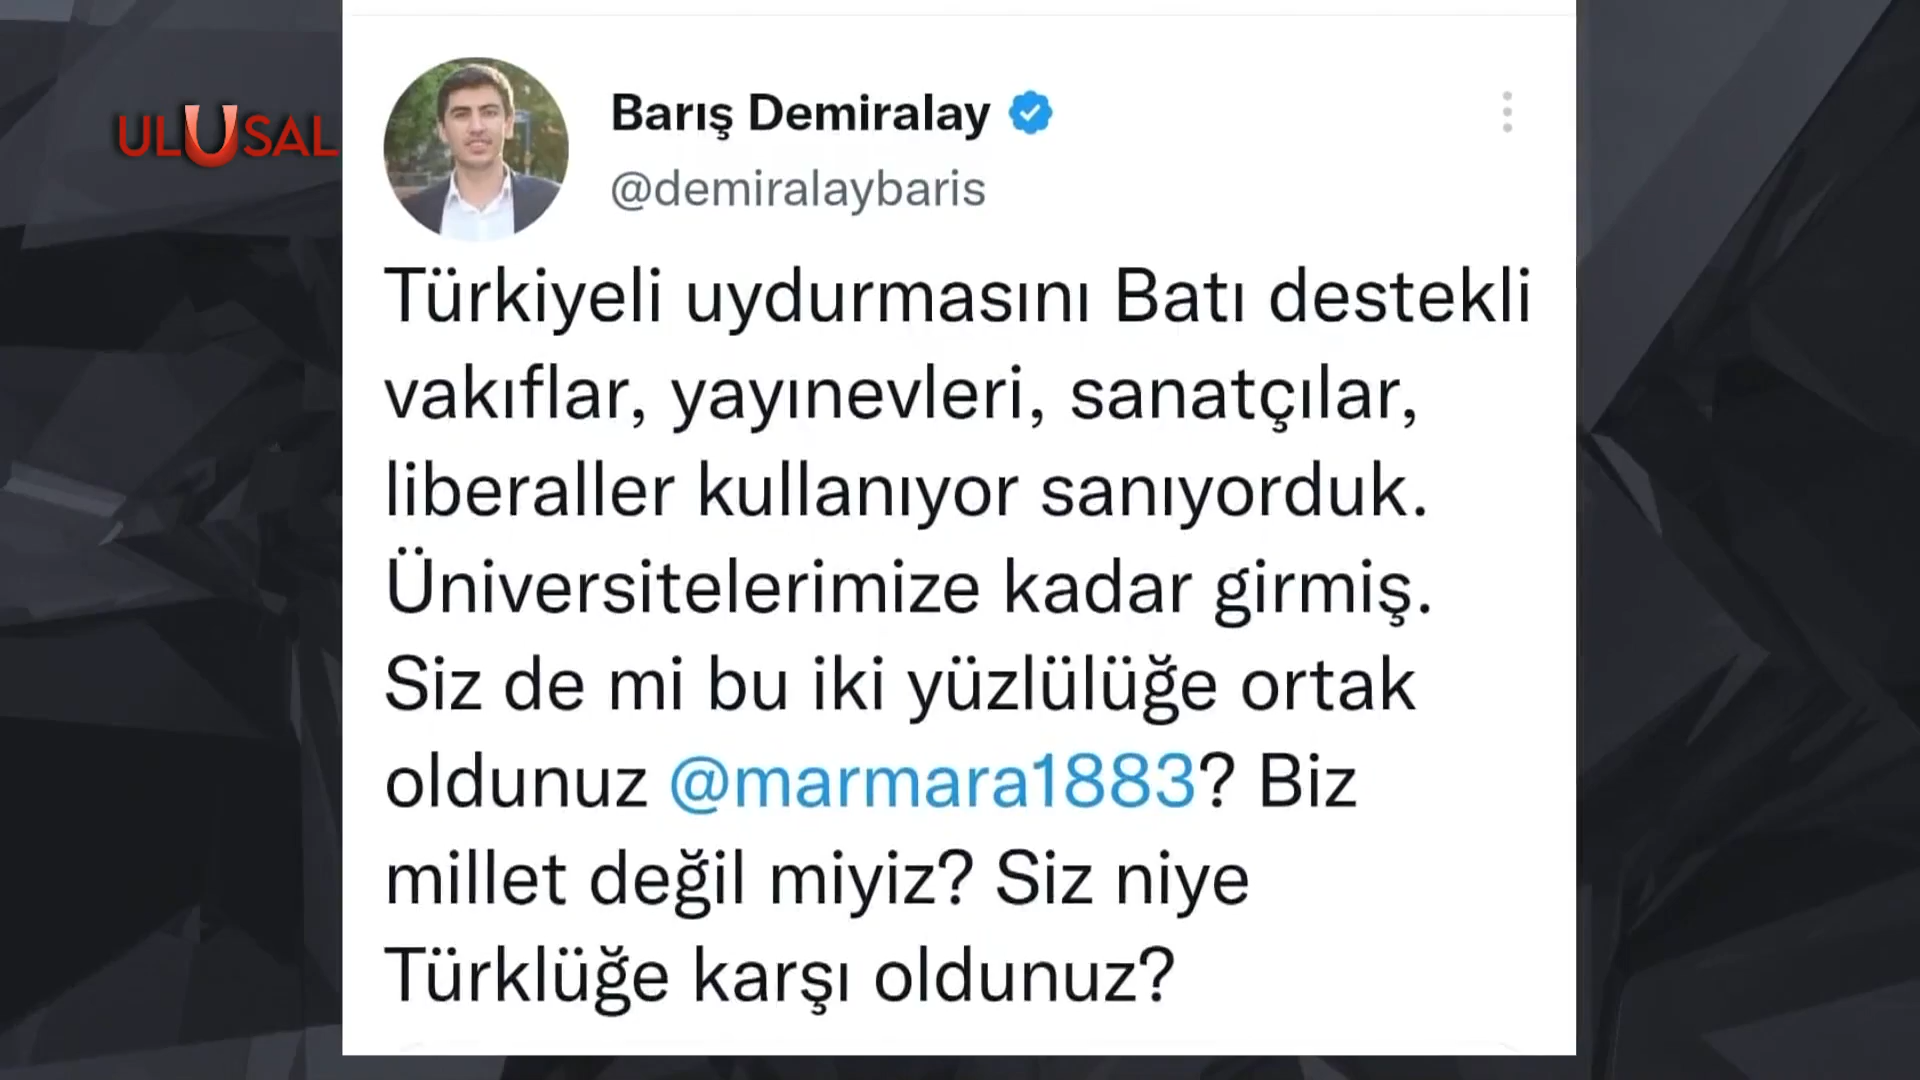 ULUSAL
Barış Demiralay
@demiralaybaris
Türkiyeli uydurmasını Batı destekli
vakıflar, yayınevleri, sanatçılar,
liberaller kullanıyor sanıyorduk.
Üniversitelerimize kadar girmiş.
Siz de mi bu iki yüzlülüğe ortak
oldunuz @marmara1883? Biz
millet değil miyiz? Siz niye
Türklüğe karşı oldunuz?